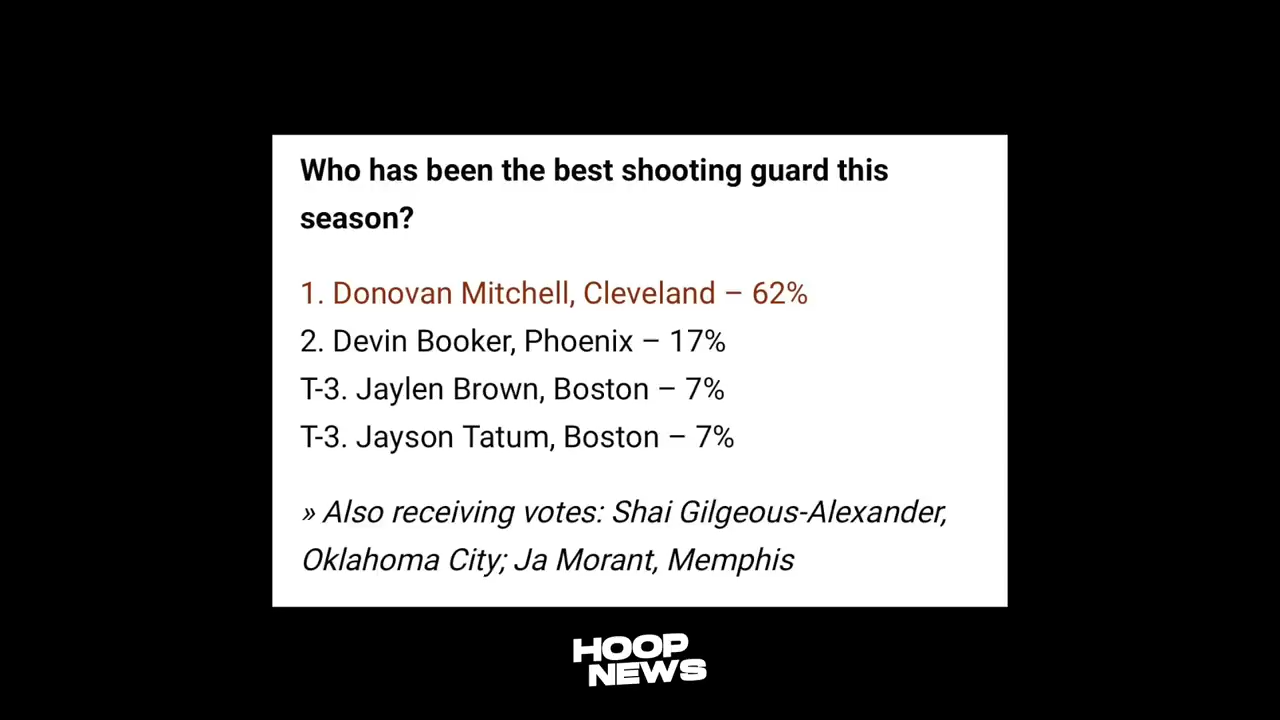 Who has been the best shooting guard this
season?
1. Donovan Mitchell, Cleveland – 62%
2. Devin Booker, Phoenix – 17%
T-3. Jaylen Brown, Boston – 7%
T-3. Jayson Tatum, Boston – 7%
» Also receiving votes: Shai Gilgeous-Alexander,
Oklahoma City; Ja Morant, Memphis
HOOP
NEWS